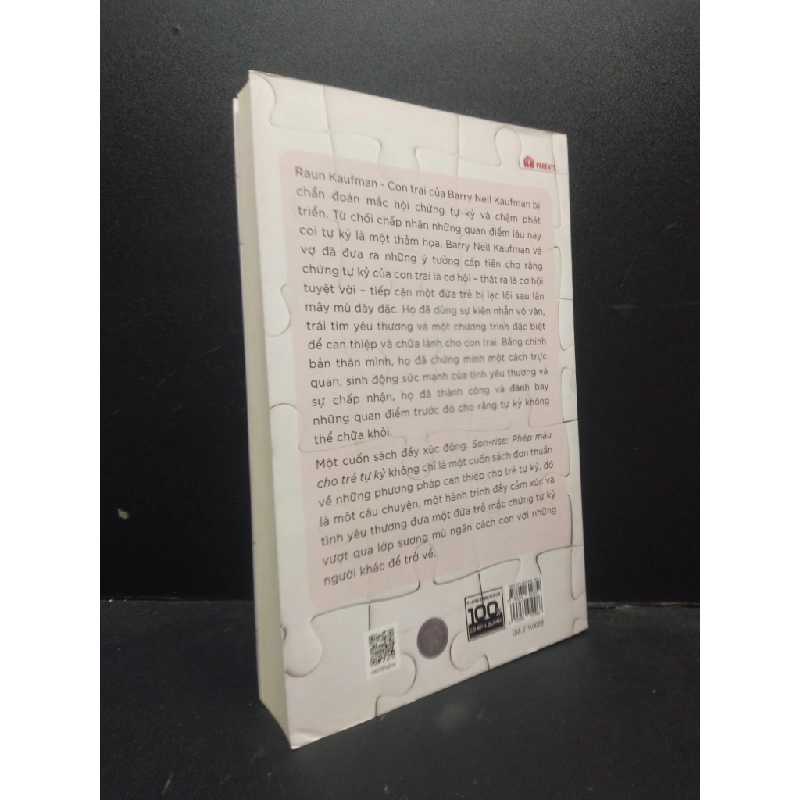 Raun Kaufman - Con trai của Barry Neil Kaufman bị
chẩn đoán mắc hội chứng tự kỷ và chậm phát
triển. Từ chối chấp nhận những quan điểm lâu nay
coi tự kỷ là một thảm họa, Barry Neil Kaufman và
vợ đã đưa ra những ý tưởng cấp tiến cho rằng
chứng tự kỷ của con trai là cơ hội – thật ra là cơ hội
tuyệt vời – tiếp cận một đứa trẻ bị lạc lối sau làn
mây mù dày đặc. Họ đã dùng sự kiên nhẫn vô vàn,
trái tim yêu thương và một chương trình đặc biệt
để can thiệp và chữa lành cho con trai. Bằng chính
bản thân mình, họ đã chứng minh một cách trực
quan, sinh động sức mạnh của tình yêu thương và
sự chấp nhận, họ đã thành công và đánh bay
những quan điểm trước đó cho rằng tự kỷ không
thể chữa khỏi.
Một cuốn sách đầy xúc động, Son-rise: Phép màu
cho trẻ tự kỷ không chỉ là một cuốn sách đơn thuần
về những phương pháp can thiệp cho trẻ tự kỷ, đó
là một câu chuyện, một hành trình đầy cảm xúc và
tình yêu thương đưa một đứa trẻ mắc chứng tự kỷ
vượt qua lớp sương mù ngăn cách con với những
người khác để trở về.
100